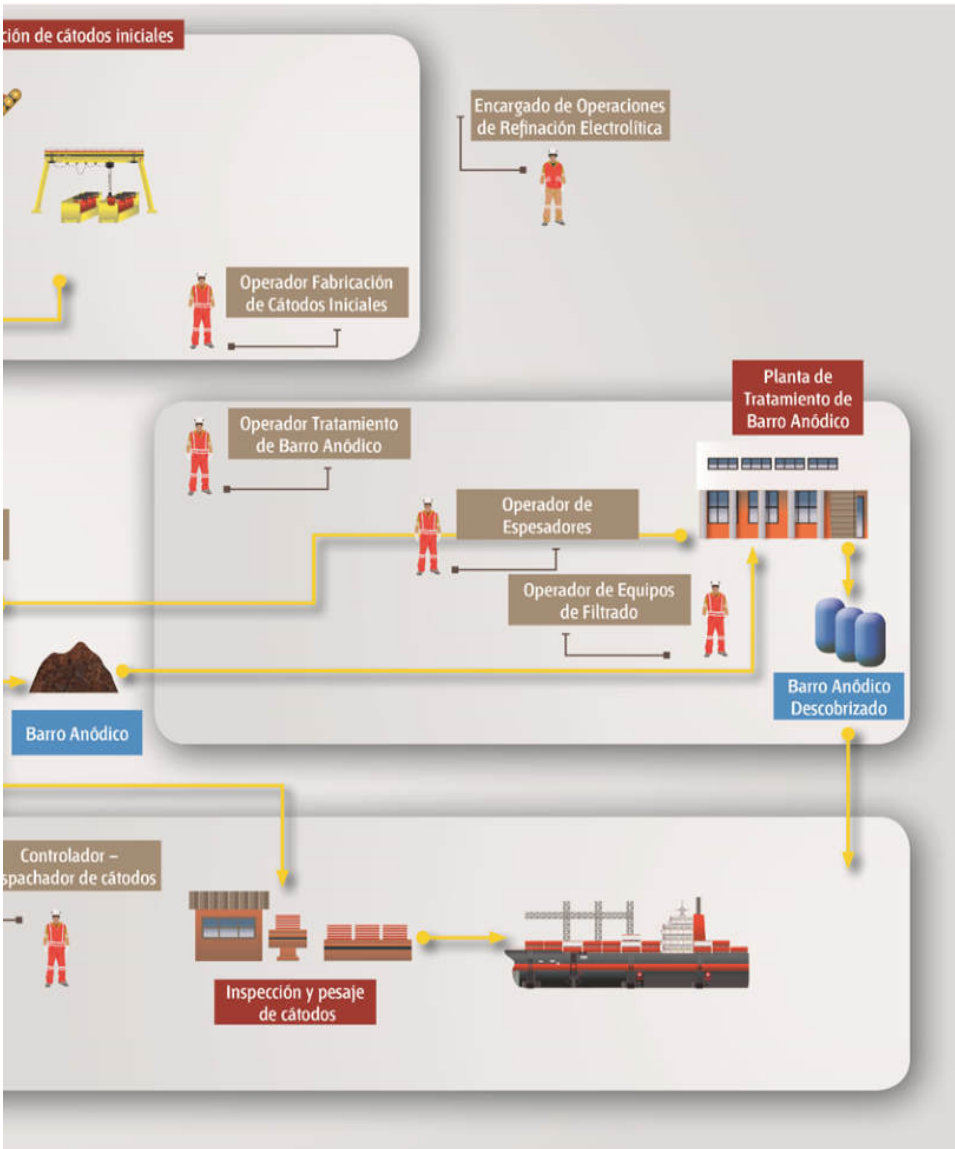 ción de cátodos iniciales
Encargado de Operaciones
de Refinación Electrolítica
Operador Fabricación
de Cátodos Iniciales
Planta de
Tratamiento de
Barro Anódico
Operador Tratamiento
de Barro Anódico
Operador de
Espesadores
Operador de Equipos
de Filtrado
Barro Anódico
Descobrizado
Barro Anódico
Controlador –
spachador de cátodos
Inspección y pesaje
de cátodos